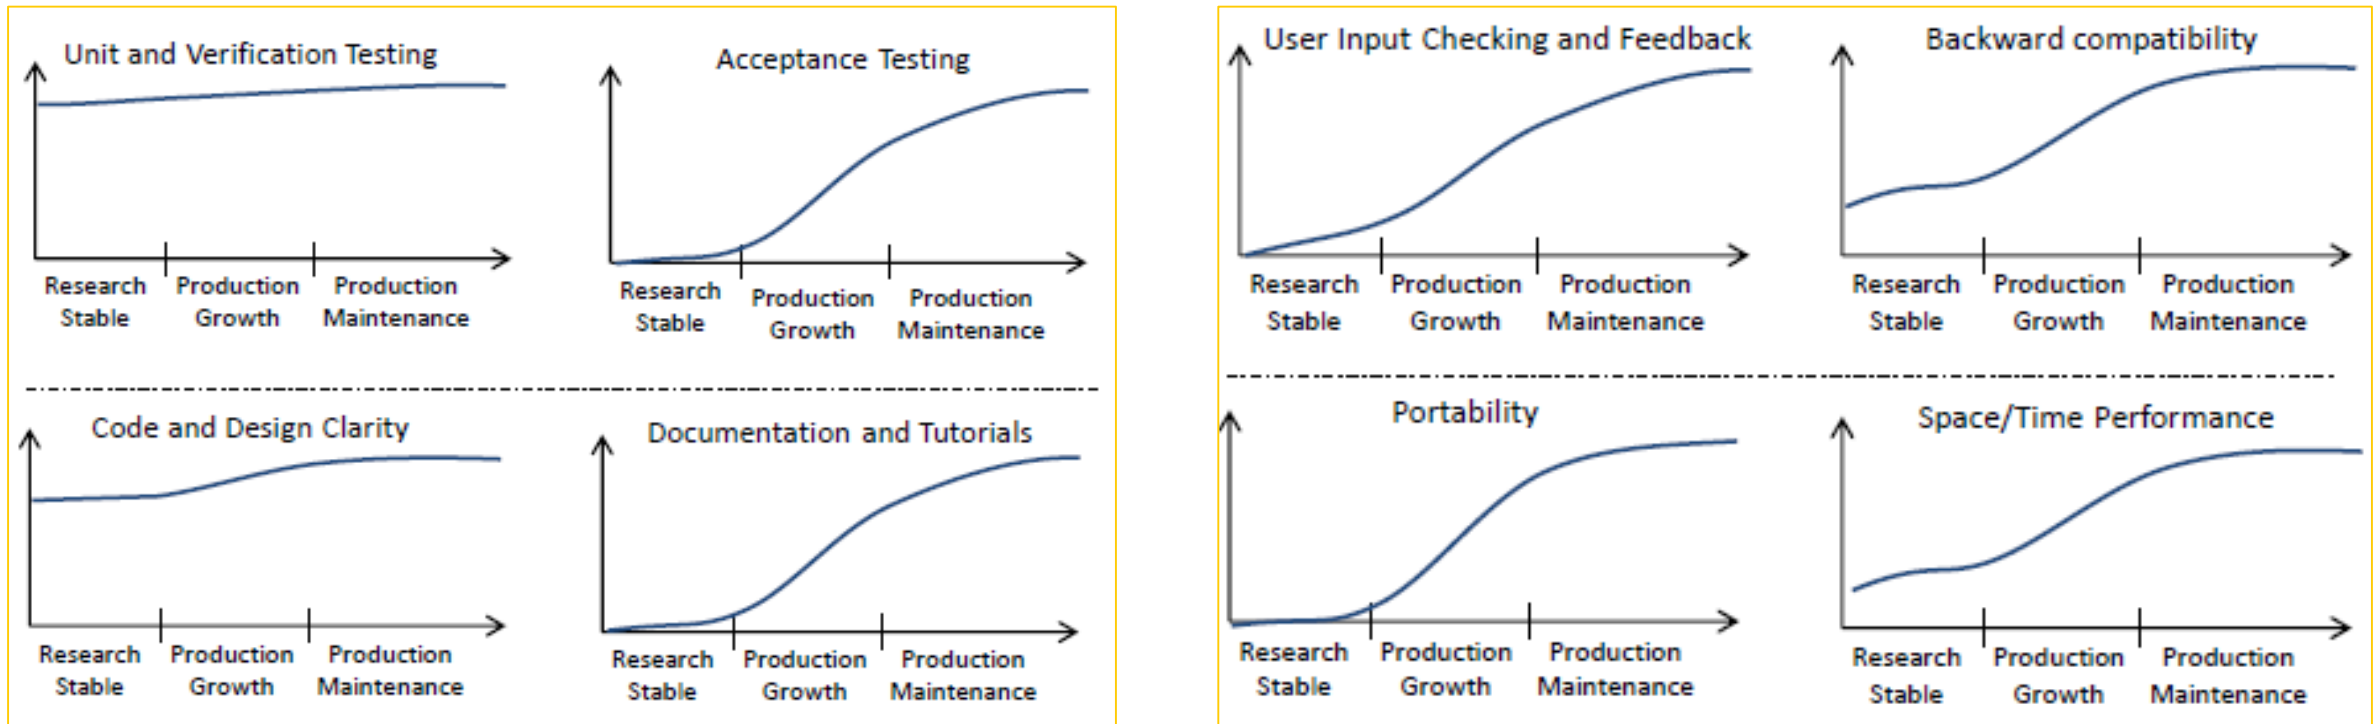 Unit and Verification Testing
Research
Stable
Production
Growth
Production
Maintenance
Acceptance Testing
Research
Stable
Production
Growth
Production
Maintenance
Code and Design Clarity
Research
Stable
Production
Growth
Production
Maintenance
Documentation and Tutorials
Research
Stable
Production
Growth
Production
Maintenance
User Input Checking and Feedback
Research
Stable
Production
Growth
Production
Maintenance
Backward compatibility
Research
Stable
Production
Growth
Production
Maintenance
Portability
Research
Stable
Production
Growth
Production
Maintenance
Space/Time Performance
Research
Stable
Production
Growth
Production
Maintenance